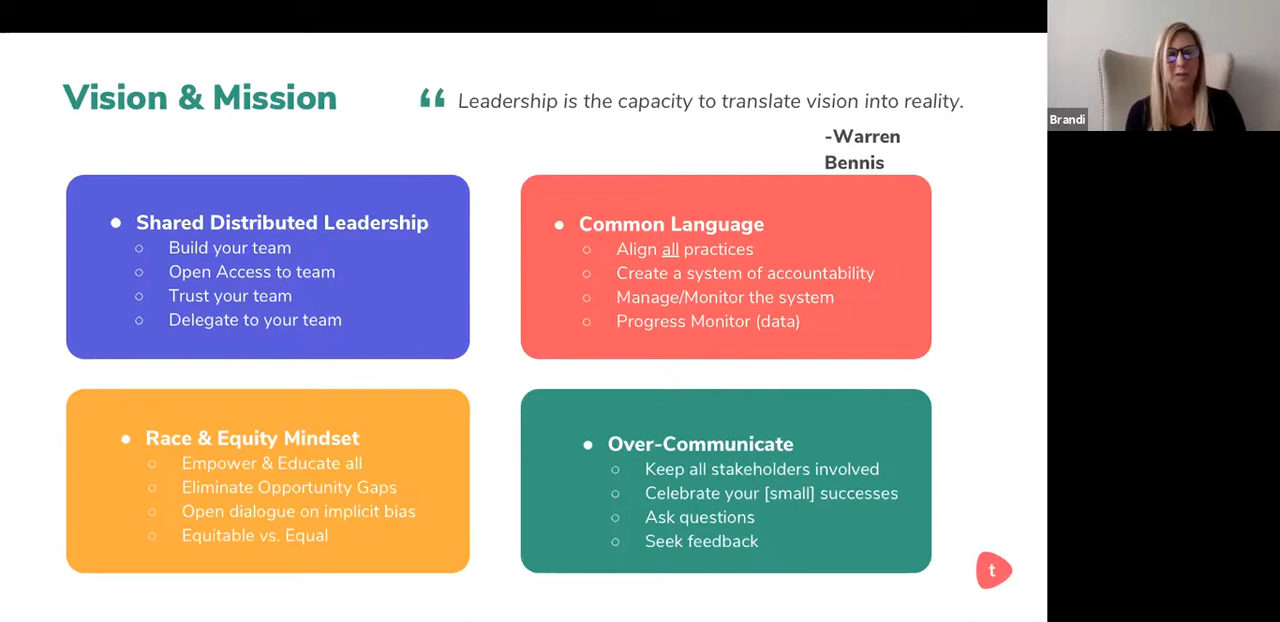 Vision & Mission
“ Leadership is the capacity to translate vision into reality.
-Warren
Bennis
● Shared Distributed Leadership
○ Build your team
○ Open Access to team
○ Trust your team
○ Delegate to your team
● Common Language
○ Align all practices
○ Create a system of accountability
○ Manage/Monitor the system
○ Progress Monitor (data)
● Race & Equity Mindset
○ Empower & Educate all
○ Eliminate Opportunity Gaps
○ Open dialogue on implicit bias
○ Equitable vs. Equal
● Over-Communicate
○ Keep all stakeholders involved
○ Celebrate your [small] successes
○ Ask questions
○ Seek feedback
t
Brandi